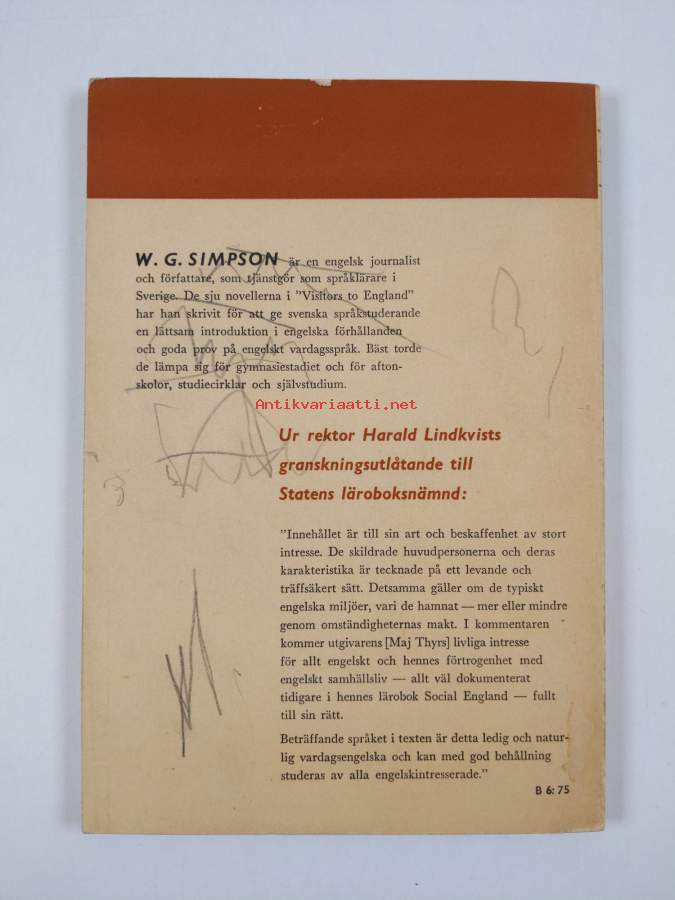 W. G. SIMPSON är en engelsk journalist
och författare, som tjänstgör som språklärare i
Sverige. De sju novellerna i "Visitors to England"
har han skrivit för att ge svenska språkstuderande
en lättsam introduktion i engelska förhållanden
och goda prov på engelskt vardagsspråk. Bäst torde
de lämpa sig för gymnasiestadiet och för afton-
skolor, studiecirklar och självstudium.
Antikvariaatti.net
Ur rektor Harald Lindkvists
granskningsutlåtande till
Statens läroboksnämnd:
"Innehållet är till sin art och beskaffenhet av stort
intresse. De skildrade huvudpersonerna och deras
karakteristika är tecknade på ett levande och
träffsäkert sätt. Detsamma gäller om de typiskt
engelska miljöer, vari de hamnat — mer eller mindre
genom omständigheternas makt. I kommentaren
kommer utgivarens [Maj Thyrs] livliga intresse
för allt engelskt och hennes förtrogenhet med
engelskt samhällsliv — allt väl dokumenterat
tidigare i hennes lärobok Social England — fullt
till sin rätt.
Beträffande språket i texten är detta ledig och natur-
lig vardagsengelska och kan med god behållning
studeras av alla engelskintresserade."
B 6: 75